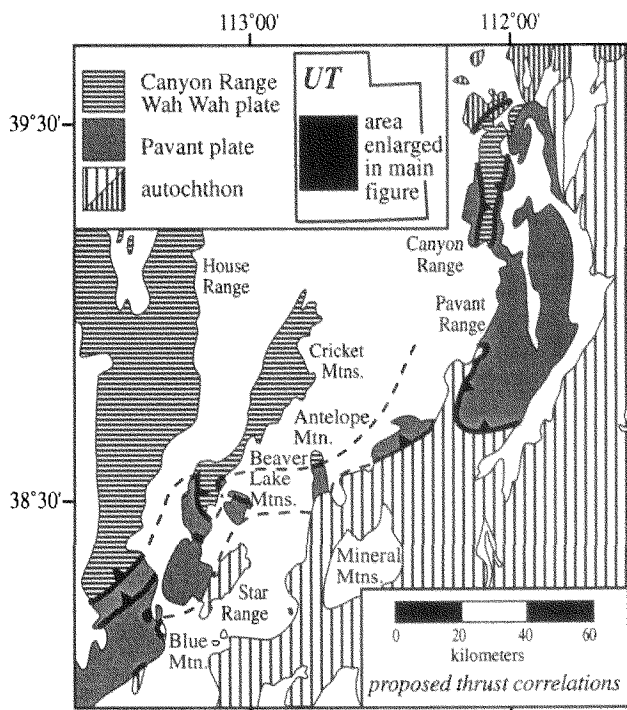 113°00'
112°00'
39°30'
38°30'
Canyon Range
Wah Wah plate
Pavant plate
autochthon
UT
area
enlarged
in main
figure
House
Range
Canyon
Range
Pavant
Range
Cricket
Mtns.
Antelope
Mtn.
Beaver
Lake
Mtns.
Mineral
Mtns.
Star
Range
Blue
Mtn.
0 20 40 60
kilometers
proposed thrust correlations